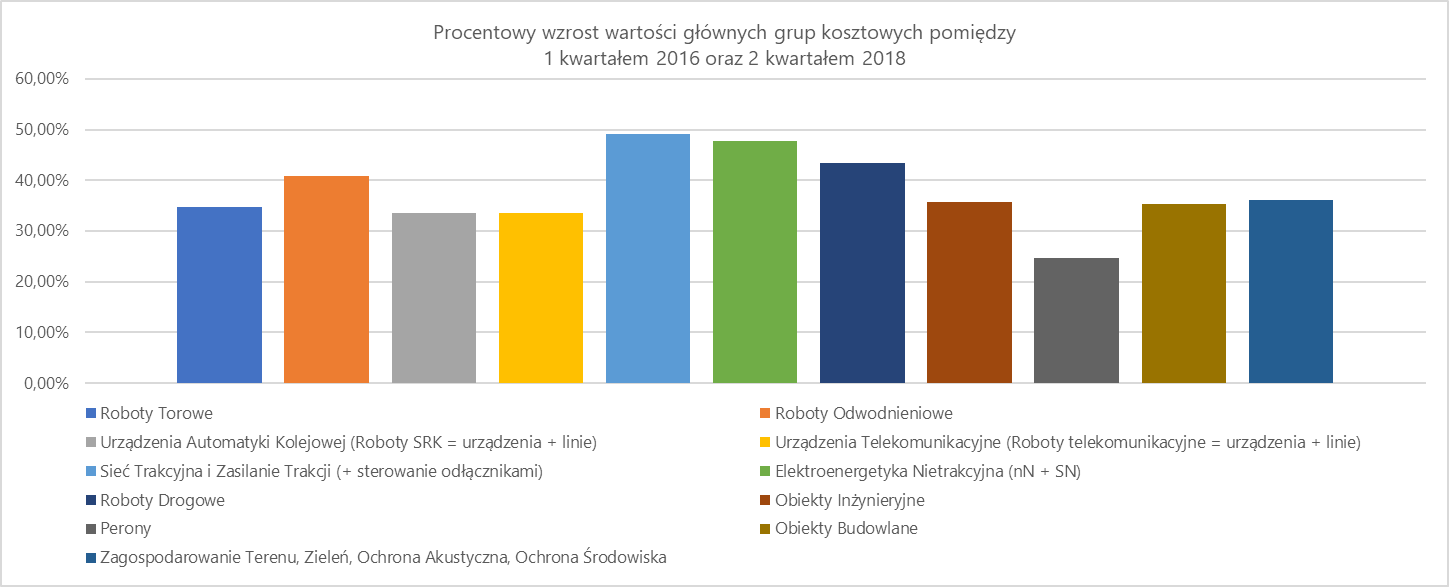 Procentowy wzrost wartości głównych grup kosztowych pomiędzy
1 kwartałem 2016 oraz 2 kwartałem 2018
60,00%
50,00%
40,00%
30,00%
20,00%
10,00%
0,00%
Roboty Torowe
Roboty Odwodnieniowe
Urządzenia Automatyki Kolejowej (Roboty SRK = urządzenia + linie)
Urządzenia Telekomunikacyjne (Roboty telekomunikacyjne = urządzenia + linie)
Sieć Trakcyjna i Zasilanie Trakcji (+ sterowanie odłącznikami)
Elektroenergetyka Nietrakcyjna (nN + SN)
Roboty Drogowe
Obiekty Inżynieryjne
Perony
Obiekty Budowlane
Zagospodarowanie Terenu, Zieleń, Ochrona Akustyczna, Ochrona Środowiska